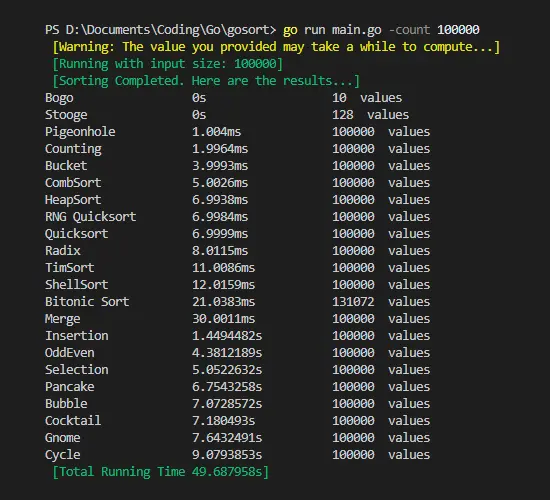 PS D:\Documents\Coding\Go\gosort> go run main.go -count 100000
[Warning: The value you provided may take a while to compute...]
[Running with input size: 100000]
[Sorting Completed. Here are the results...]
Bogo 0s 10 values
Stooge 0s 128 values
Pigeonhole 1.004ms 100000 values
Counting 1.9964ms 100000 values
Bucket 3.9993ms 100000 values
CombSort 5.0026ms 100000 values
HeapSort 6.9938ms 100000 values
RNG Quicksort 6.9984ms 100000 values
Quicksort 6.9999ms 100000 values
Radix 8.0115ms 100000 values
TimSort 11.0086ms 100000 values
ShellSort 12.0159ms 100000 values
Bitonic Sort 21.0383ms 131072 values
Merge 30.0011ms 100000 values
Insertion 1.4494482s 100000 values
OddEven 4.3812189s 100000 values
Selection 5.0522632s 100000 values
Pancake 6.7543258s 100000 values
Bubble 7.0728572s 100000 values
Cocktail 7.180493s 100000 values
Gnome 7.6432491s 100000 values
Cycle 9.0793853s 100000 values
[Total Running Time 49.687958s]